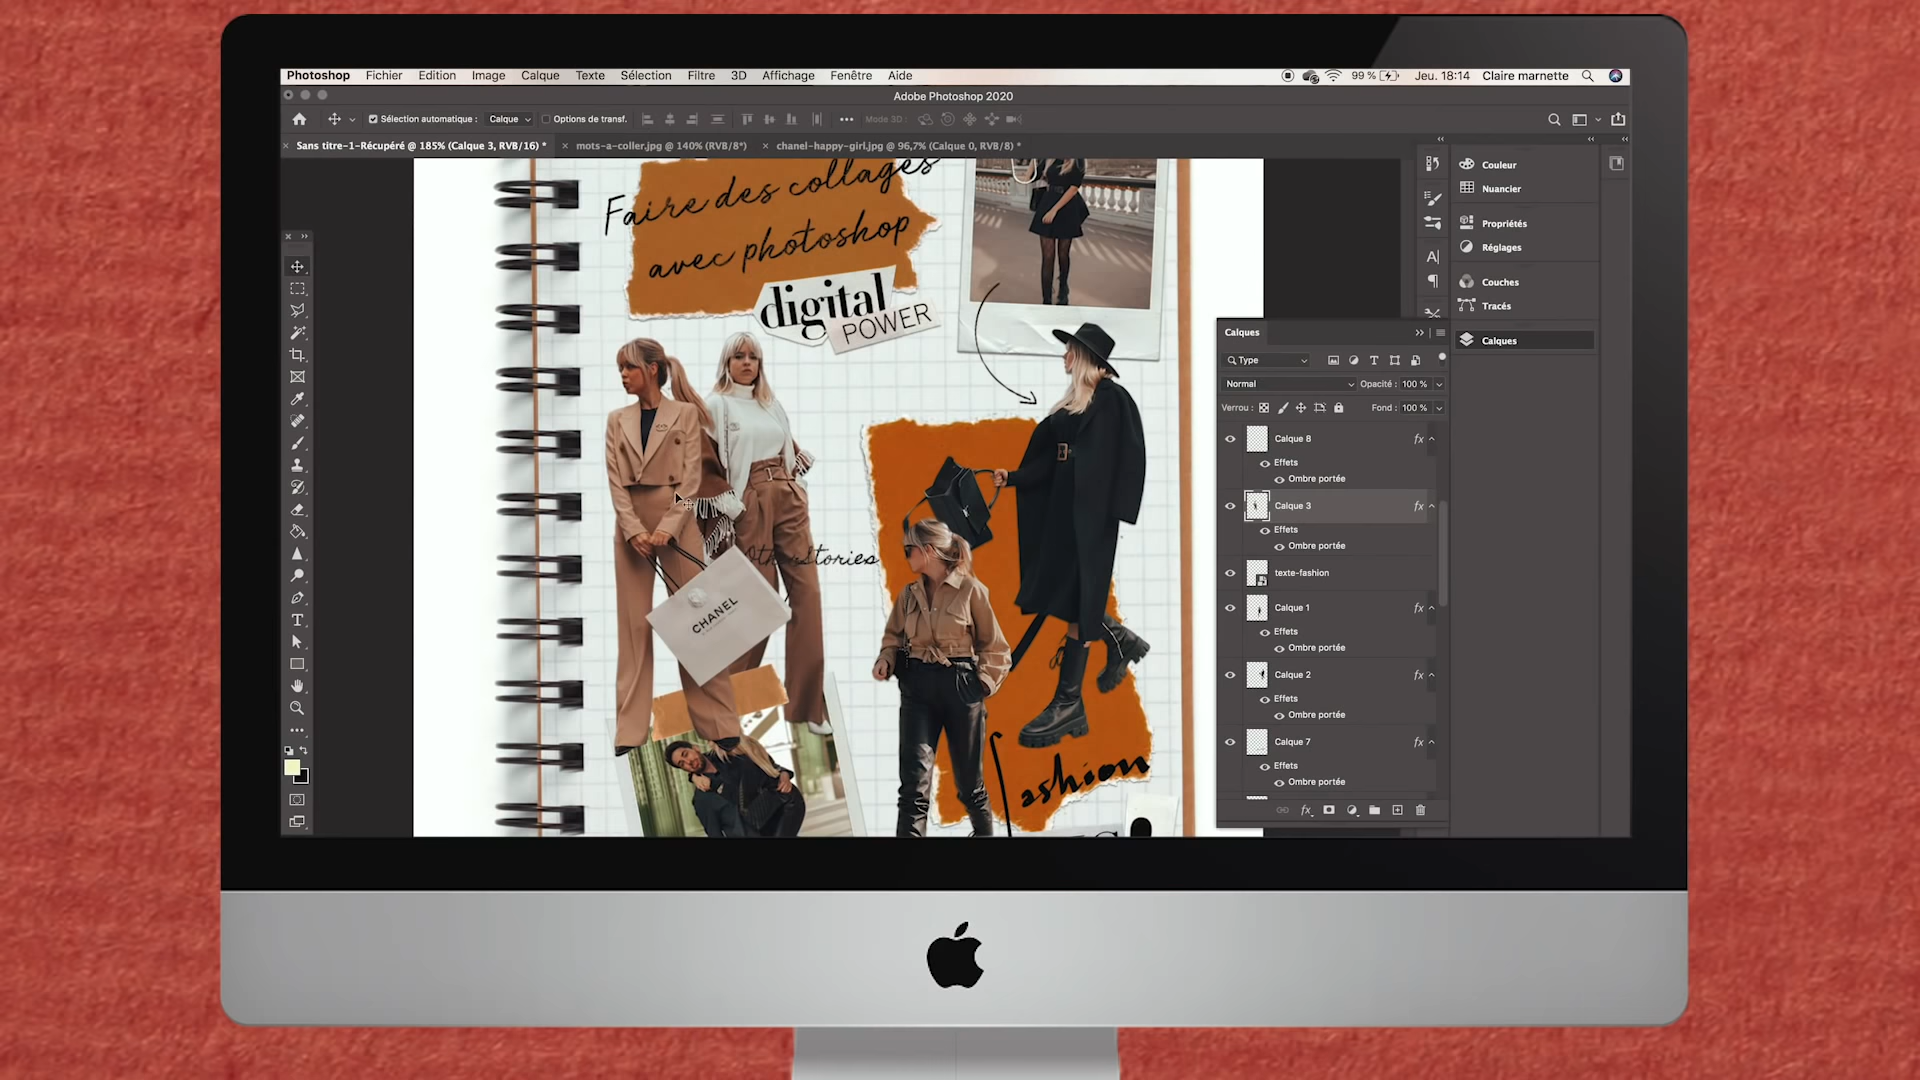 Photoshop Fichier Edition Image Calque Texte Sélection Filtre 3D Affichage Fenêtre Aide 99 % Jeu. 18:14 Claire marnette
Adobe Photoshop 2020
Sélection automatique : Calque Options de transf. Mode 3D :
Sans titre-1-Récupéré @ 185% (Calque 3, RVB/16) * mots-a-coller.jpg @ 140% (RVB/8*) chanel-happy-girl.jpg @ 96,7% (Calque 0, RVB/8) *
Faire des collages
avec photoshop
digital
POWER
Other Stories
CHANEL
fashion
Couleur
Nuancier
Propriétés
Réglages
Couches
Tracés
Calques
Calques
Type
Normal Opacité : 100 %
Verrou : Fond : 100 %
Calque 8 fx
Effets
Ombre portée
Calque 3 fx
Effets
Ombre portée
texte-fashion
Calque 1 fx
Effets
Ombre portée
Calque 2 fx
Effets
Ombre portée
Calque 7 fx
Effets
Ombre portée
fx